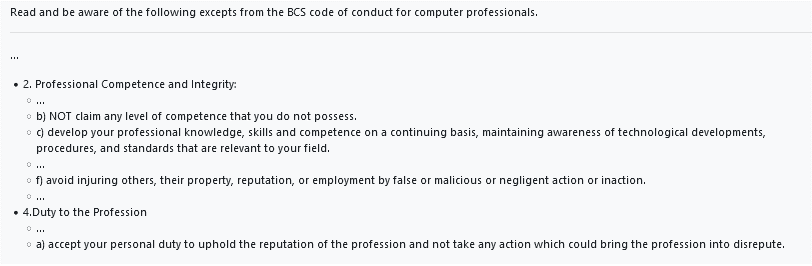 Read and be aware of the following excepts from the BCS code of conduct for computer professionals.
...
• 2. Professional Competence and Integrity:
○ ...
○ b) NOT claim any level of competence that you do not possess.
○ c) develop your professional knowledge, skills and competence on a continuing basis, maintaining awareness of technological developments,
procedures, and standards that are relevant to your field.
○ ...
○ f) avoid injuring others, their property, reputation, or employment by false or malicious or negligent action or inaction.
○ ...
• 4.Duty to the Profession
○ ...
○ a) accept your personal duty to uphold the reputation of the profession and not take any action which could bring the profession into disrepute.